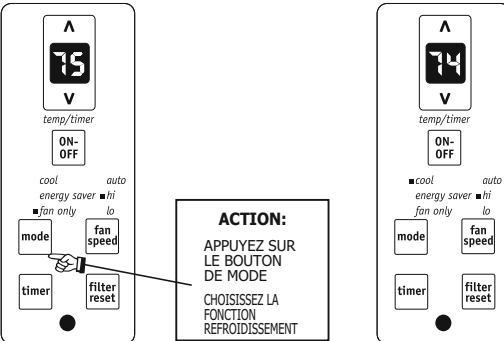 75
temp/timer
ON-
OFF
cool auto
energy saver hi
fan only lo
mode
fan
speed
timer
filter
reset
ACTION:
APPUYEZ SUR
LE BOUTON
DE MODE
CHOISISSEZ LA
FONCTION
REFROIDISSEMENT
74
temp/timer
ON-
OFF
cool auto
energy saver hi
fan only lo
mode
fan
speed
timer
filter
reset